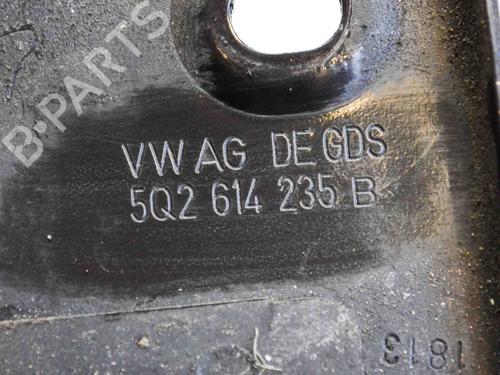 B-PARTS
VW AG DE GDS
5Q2 614 235 B
1813